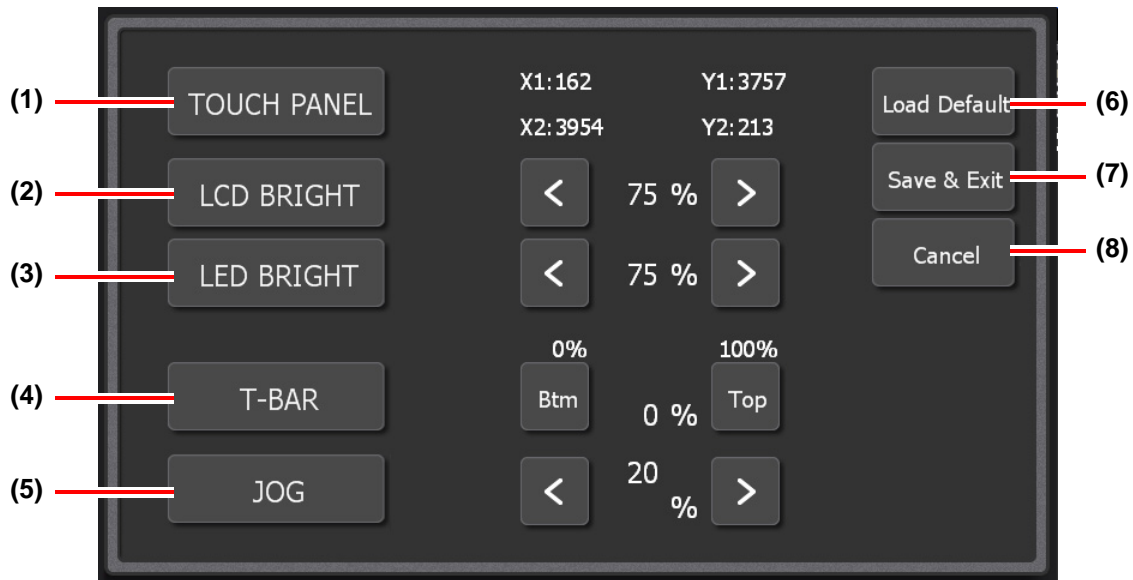 (1) TOUCH PANEL X1:162 Y1:3757 Load Default (6)
X2:3954 Y2:213
(2) LCD BRIGHT < 75 % > Save & Exit (7)
(3) LED BRIGHT < 75 % > Cancel (8)
0% 100%
(4) T-BAR Btm 0 % Top
(5) JOG < 20 % >